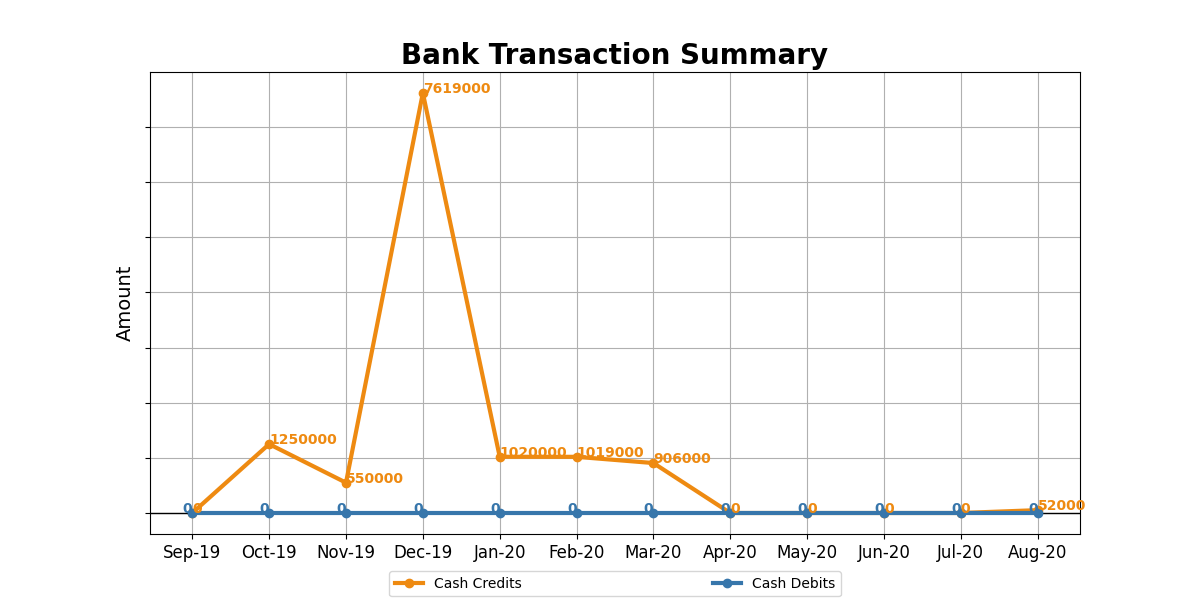 Bank Transaction Summary
Amount
7619000
1250000
550000
1020000
1019000
906000
52000
0 0 0 0 0 0 0 0 0 0 0 0 0 0 0 0 0
Sep-19 Oct-19 Nov-19 Dec-19 Jan-20 Feb-20 Mar-20 Apr-20 May-20 Jun-20 Jul-20 Aug-20
Cash Credits Cash Debits